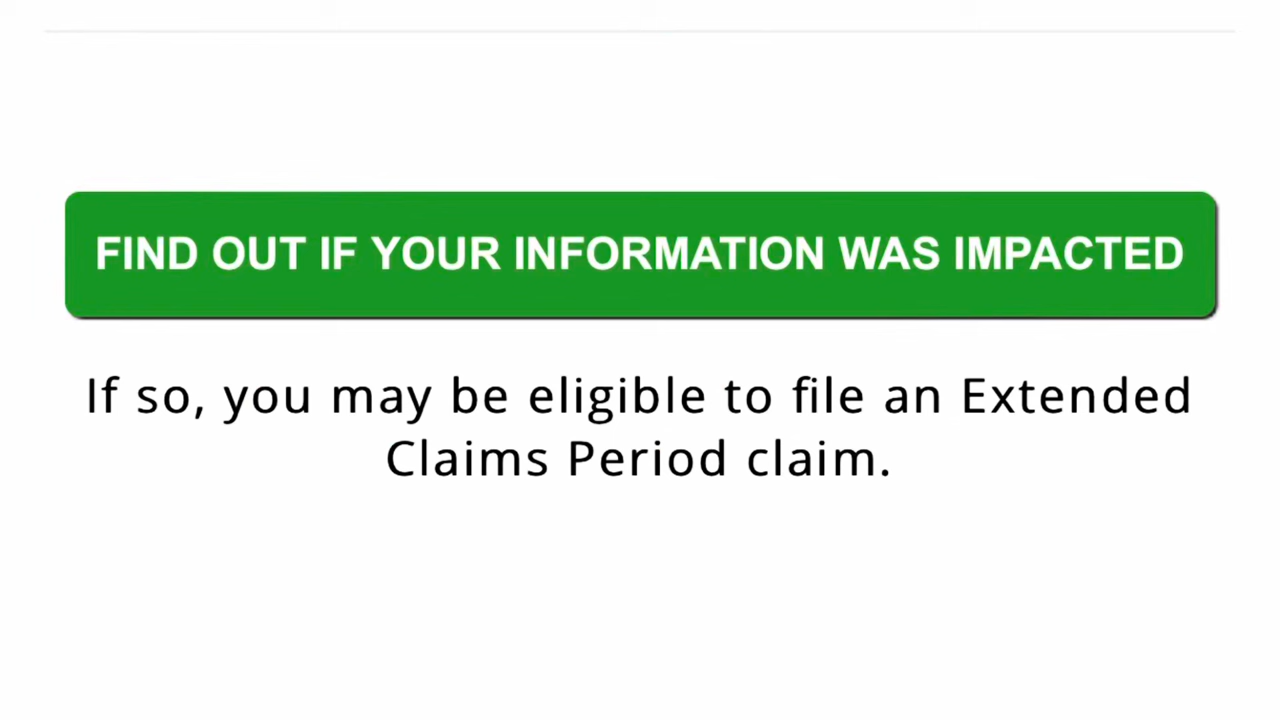 FIND OUT IF YOUR INFORMATION WAS IMPACTED
If so, you may be eligible to file an Extended
Claims Period claim.